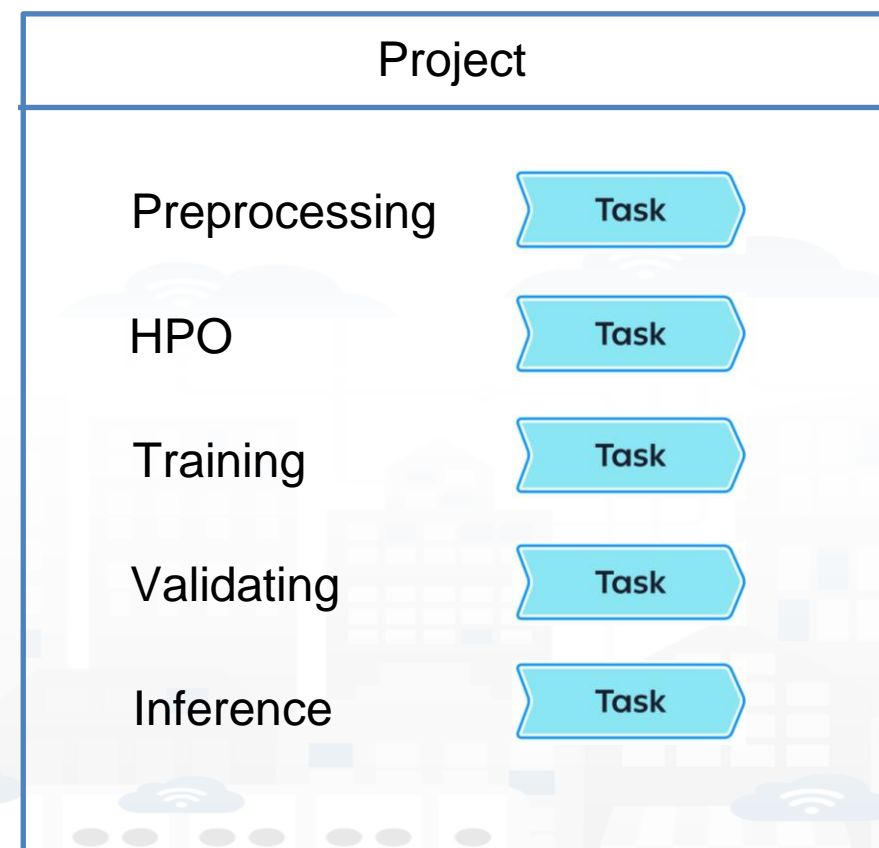 Project
Preprocessing Task
HPO Task
Training Task
Validating Task
Inference Task